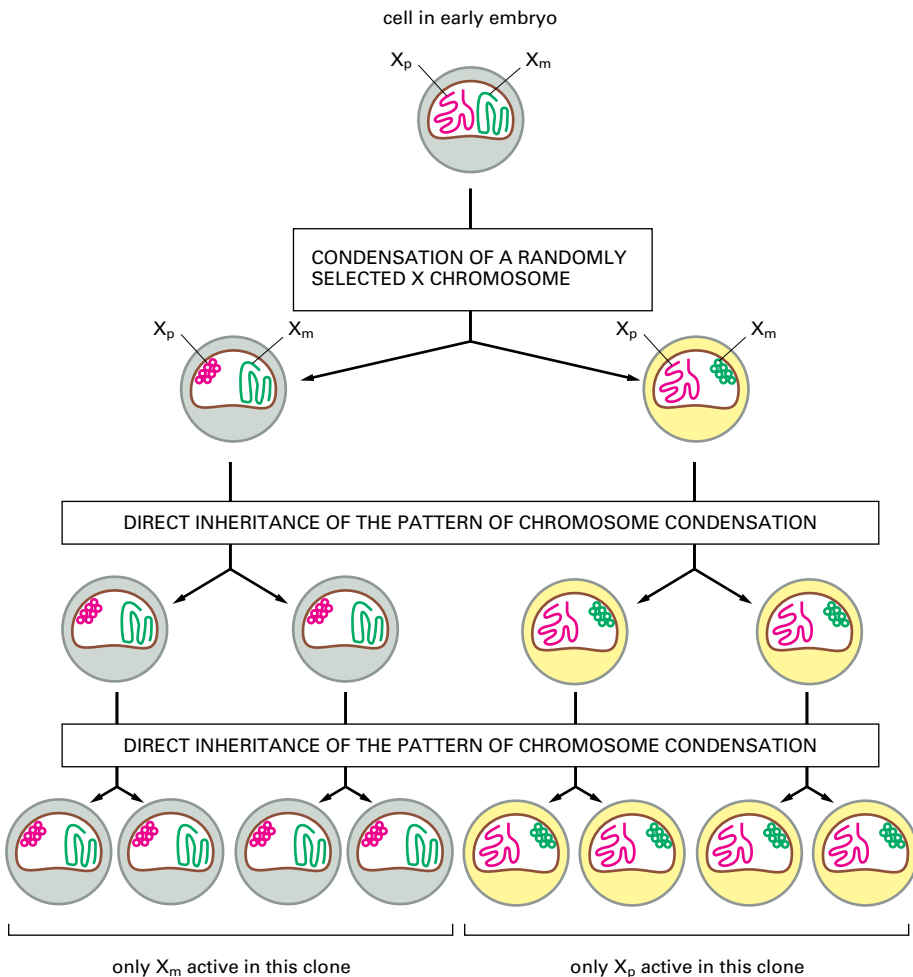 cell in early embryo
Xp Xm
CONDENSATION OF A RANDOMLY
SELECTED X CHROMOSOME
Xp Xm Xp Xm
DIRECT INHERITANCE OF THE PATTERN OF CHROMOSOME CONDENSATION
DIRECT INHERITANCE OF THE PATTERN OF CHROMOSOME CONDENSATION
only Xm active in this clone
only Xp active in this clone